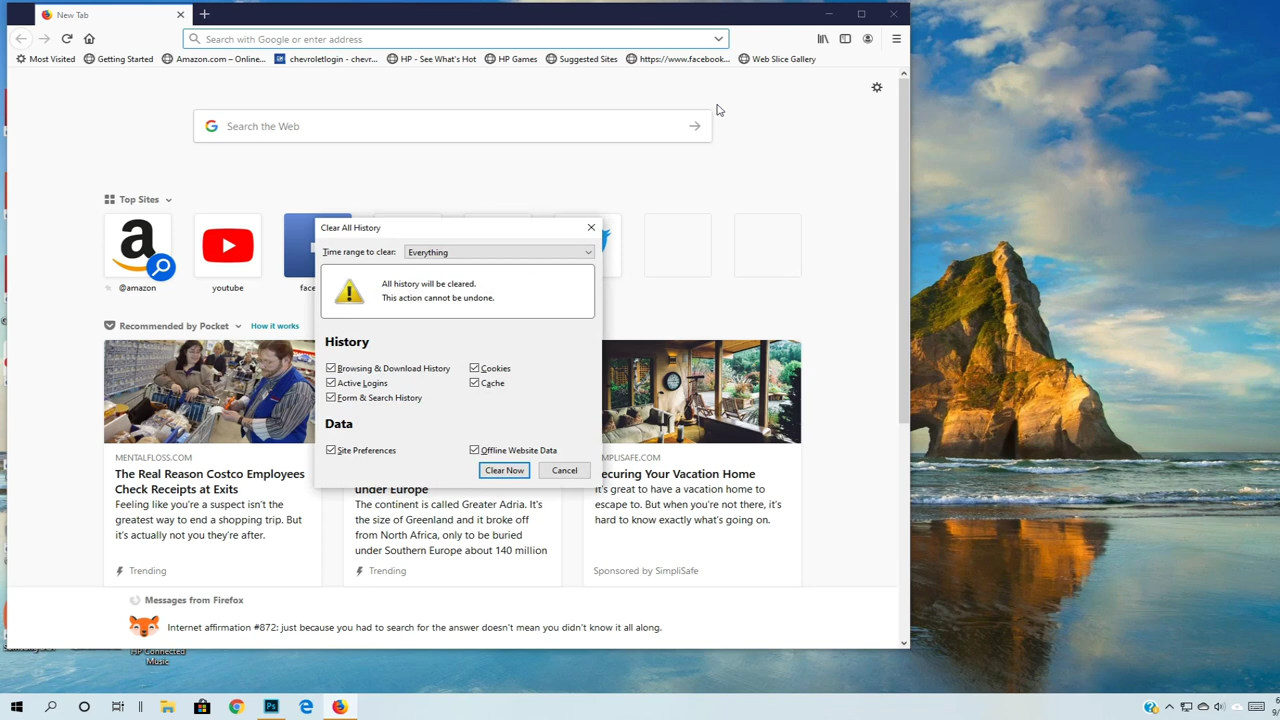 New Tab
Search with Google or enter address
Most Visited
Getting Started
Amazon.com – Online...
chevroletlogin - chevr...
HP - See What's Hot
HP Games
Suggested Sites
https://www.facebook...
Web Slice Gallery
Search the Web
Top Sites
@amazon
youtube
Clear All History
Time range to clear: Everything
All history will be cleared.
This action cannot be undone.
History
Browsing & Download History
Cookies
Active Logins
Cache
Form & Search History
Data
Site Preferences
Offline Website Data
Clear Now
Cancel
Recommended by Pocket
How it works
MENTALFLOSS.COM
The Real Reason Costco Employees
Check Receipts at Exits
Feeling like you're a suspect isn't the
greatest way to end a shopping trip. But
it's actually not you they're after.
Trending
under Europe
The continent is called Greater Adria. It's
the size of Greenland and it broke off
from North Africa, only to be buried
under Southern Europe about 140 million
Trending
Securing Your Vacation Home
It's great to have a vacation home to
escape to. But when you're not there, it's
hard to know exactly what's going on.
Sponsored by SimpliSafe
Messages from Firefox
Internet affirmation #872: just because you had to search for the answer doesn't mean you didn't know it all along.
HP Connected
Music
Ps